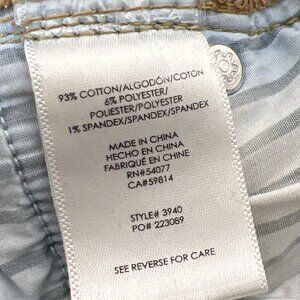 93% COTTON/ALGODÓN/COTON
6% POLYESTER/
POLIESTER/POLYESTER
1% SPANDEX/SPANDEX/SPANDEX
MADE IN CHINA
HECHO EN CHINA
FABRIQUÉ EN CHINE
RN#54077
CA#59814
STYLE# 3940
PO# 223089
SEE REVERSE FOR CARE